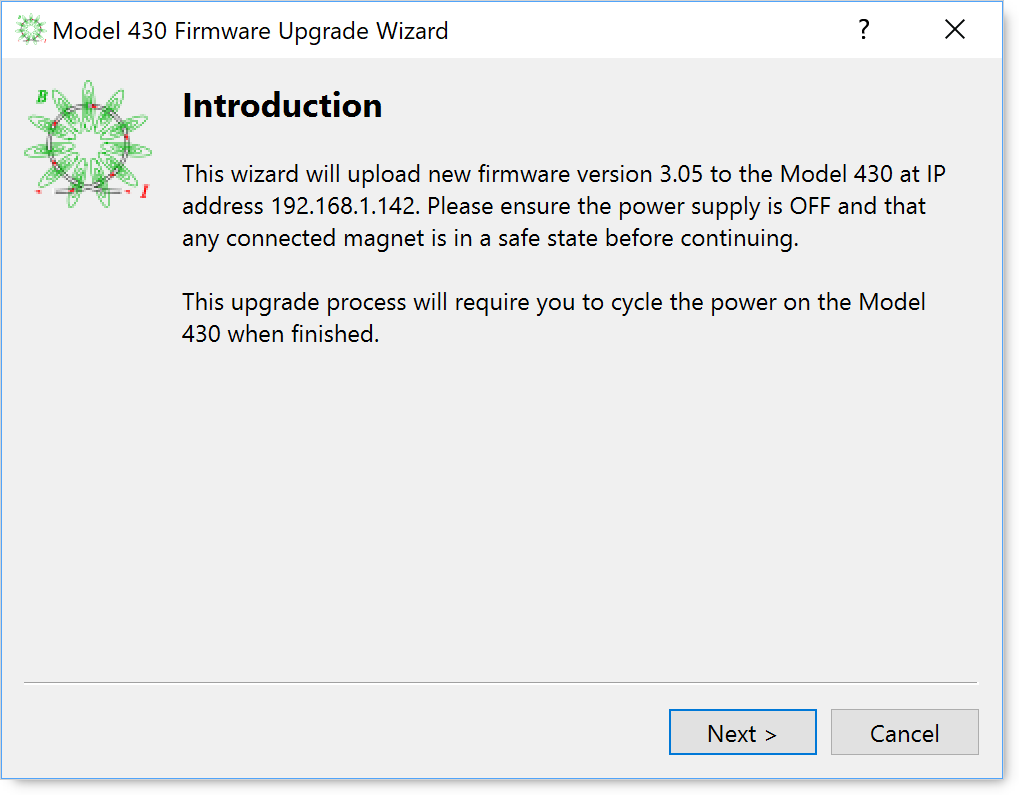 Model 430 Firmware Upgrade Wizard
?
B
I
Introduction
This wizard will upload new firmware version 3.05 to the Model 430 at IP
address 192.168.1.142. Please ensure the power supply is OFF and that
any connected magnet is in a safe state before continuing.
This upgrade process will require you to cycle the power on the Model
430 when finished.
Next >
Cancel